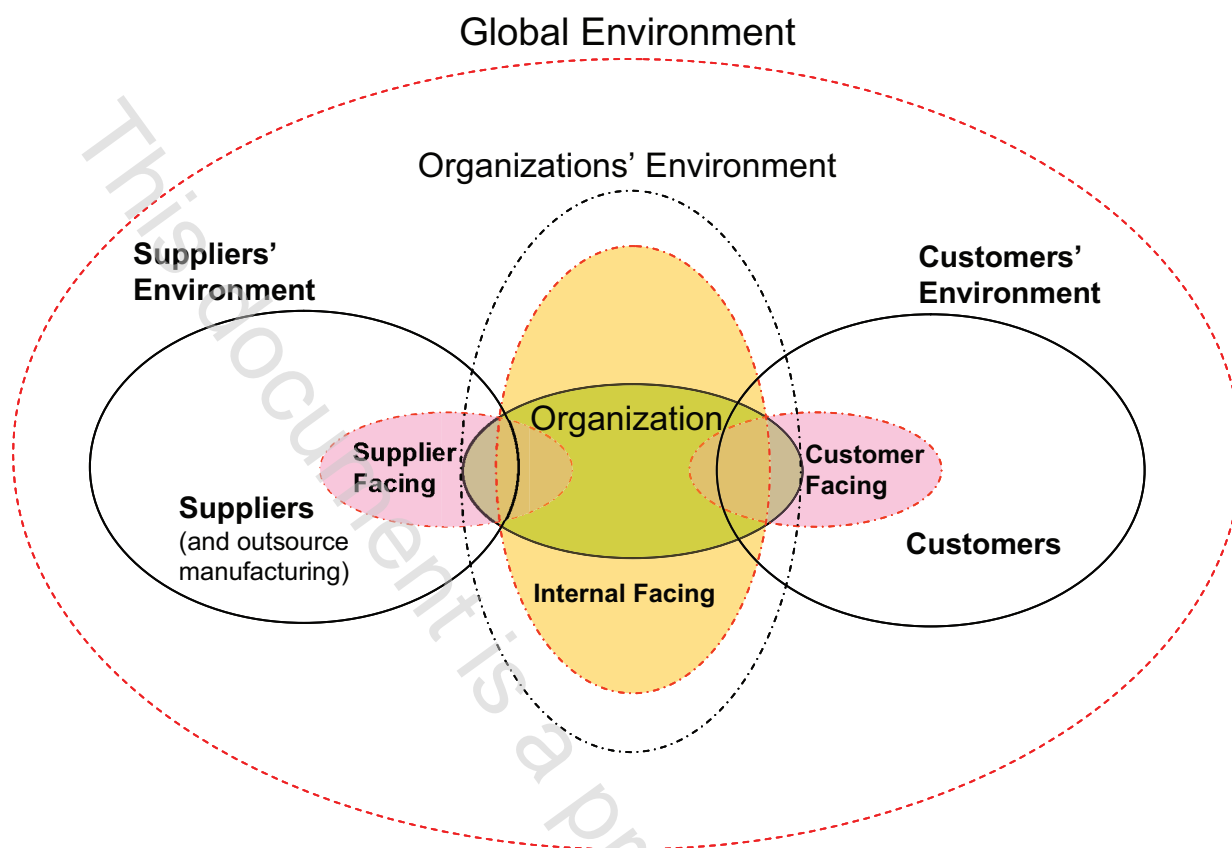 Global Environment
Organizations’ Environment
Suppliers’
Environment
Customers’
Environment
Organization
Supplier
Facing
Customer
Facing
Suppliers
(and outsource
manufacturing)
Customers
Internal Facing
This document is a pr